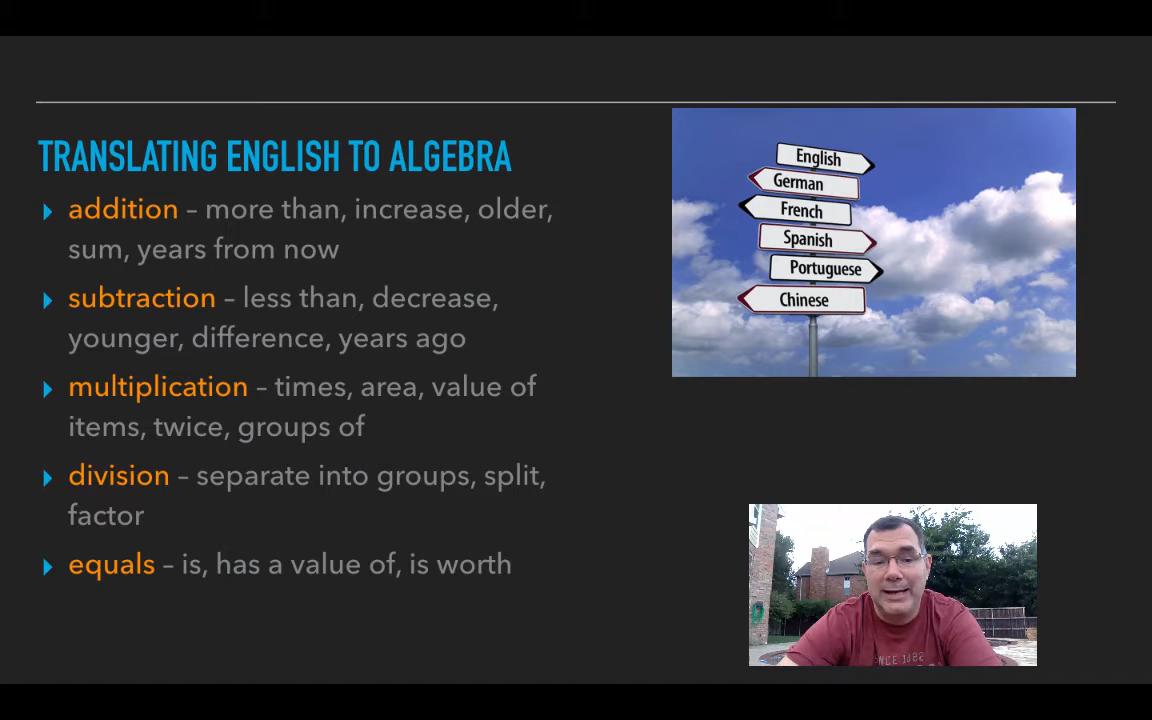 TRANSLATING ENGLISH TO ALGEBRA
addition – more than, increase, older,
sum, years from now
subtraction – less than, decrease,
younger, difference, years ago
multiplication – times, area, value of
items, twice, groups of
division – separate into groups, split,
factor
equals – is, has a value of, is worth
English
German
French
Spanish
Portuguese
Chinese